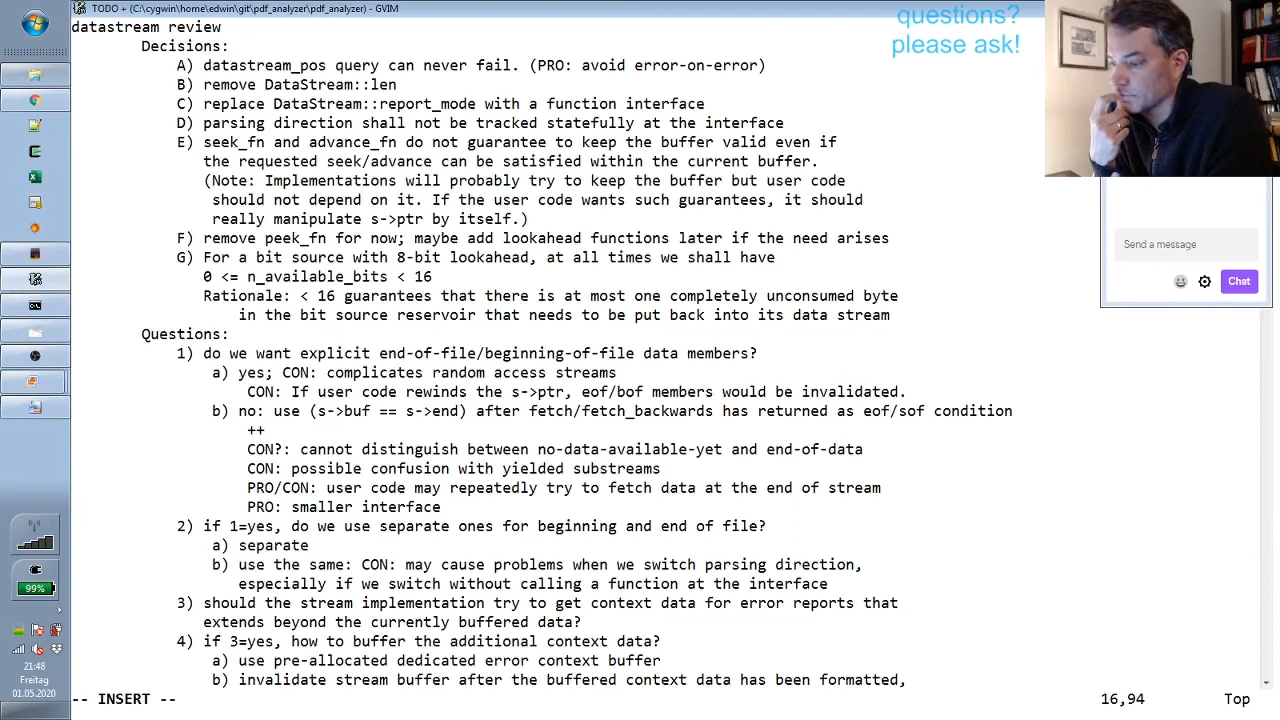 TODO + (C:\cygwin\home\edwin\git\pdf_analyzer\pdf_analyzer) - GVIM
datastream review
Decisions:
A) datastream_pos query can never fail. (PRO: avoid error-on-error)
B) remove DataStream::len
C) replace DataStream::report_mode with a function interface
D) parsing direction shall not be tracked statefully at the interface
E) seek_fn and advance_fn do not guarantee to keep the buffer valid even if
the requested seek/advance can be satisfied within the current buffer.
(Note: Implementations will probably try to keep the buffer but user code
should not depend on it. If the user code wants such guarantees, it should
really manipulate s->ptr by itself.)
F) remove peek_fn for now; maybe add lookahead functions later if the need arises
G) For a bit source with 8-bit lookahead, at all times we shall have
0 <= n_available_bits < 16
Rationale: < 16 guarantees that there is at most one completely unconsumed byte
in the bit source reservoir that needs to be put back into its data stream
Questions:
1) do we want explicit end-of-file/beginning-of-file data members?
a) yes; CON: complicates random access streams
CON: If user code rewinds the s->ptr, eof/bof members would be invalidated.
b) no: use (s->buf == s->end) after fetch/fetch_backwards has returned as eof/sof condition
++
CON?: cannot distinguish between no-data-available-yet and end-of-data
CON: possible confusion with yielded substreams
PRO/CON: user code may repeatedly try to fetch data at the end of stream
PRO: smaller interface
2) if 1=yes, do we use separate ones for beginning and end of file?
a) separate
b) use the same: CON: may cause problems when we switch parsing direction,
especially if we switch without calling a function at the interface
3) should the stream implementation try to get context data for error reports that
extends beyond the currently buffered data?
4) if 3=yes, how to buffer the additional context data?
a) use pre-allocated dedicated error context buffer
b) invalidate stream buffer after the buffered context data has been formatted,
-- INSERT --
16,94
Top
questions?
please ask!
Send a message
Chat
99%
21:48
Freitag
01.05.2020